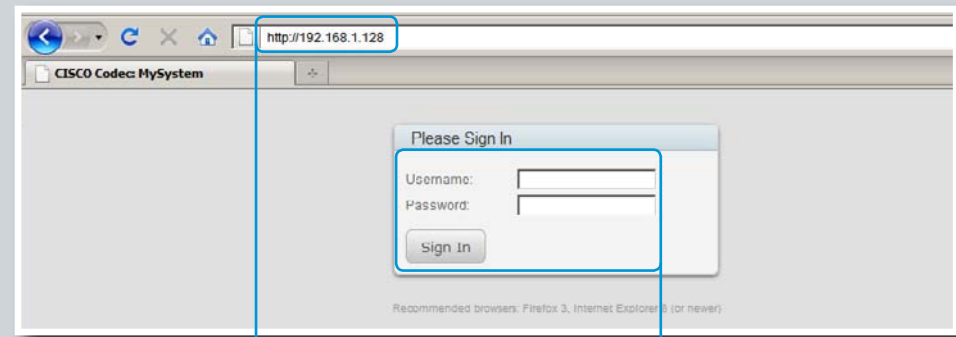 http://192.168.1.128
CISCO Codec: MySystem
Please Sign In
Username:
Password:
Sign In
Recommended browsers: Firefox 3, Internet Explorer (or newer)